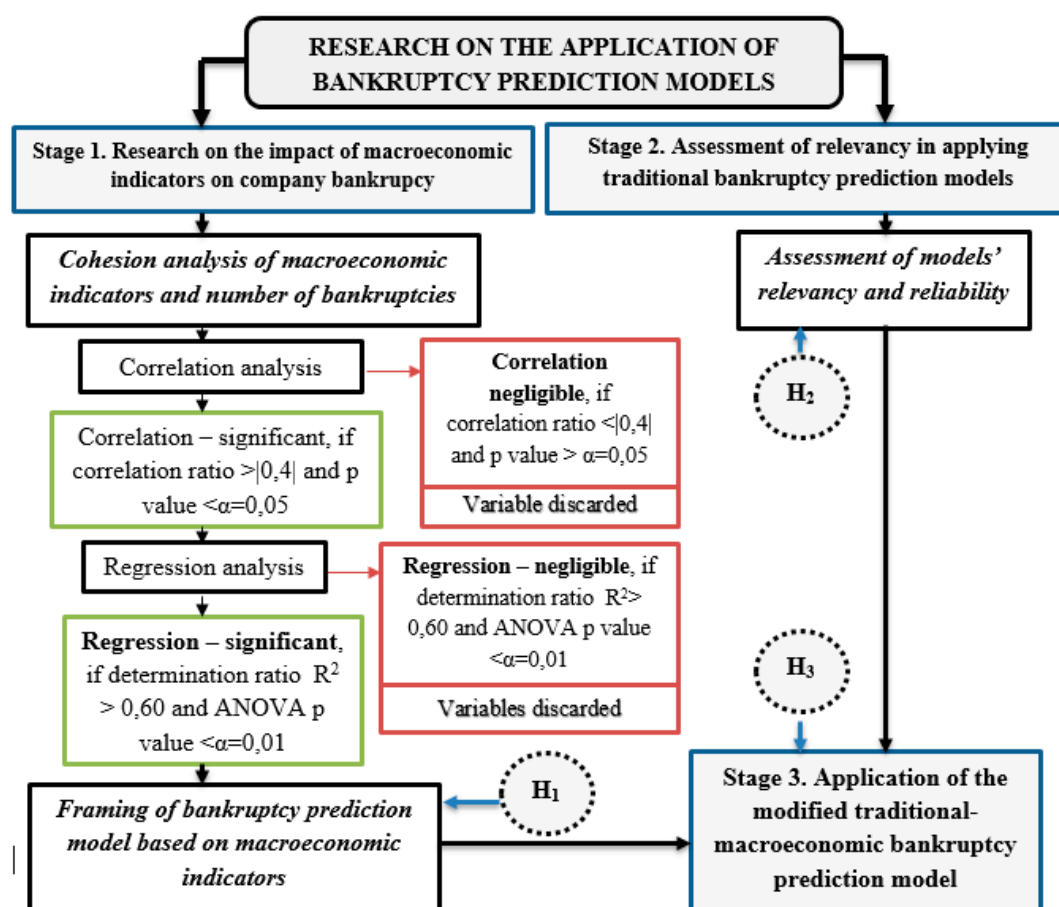 RESEARCH ON THE APPLICATION OF
BANKRUPTCY PREDICTION MODELS
Stage 1. Research on the impact of macroeconomic
indicators on company bankrupcy
Stage 2. Assessment of relevancy in applying
traditional bankruptcy prediction models
Cohesion analysis of macroeconomic
indicators and number of bankruptcies
Assessment of models’
relevancy and reliability
Correlation analysis
Correlation
negligible, if
correlation ratio <|0,4|
and p value > α=0,05
Variable discarded
H2
Correlation – significant, if
correlation ratio >|0,4| and p
value <α=0,05
Regression analysis
Regression – negligible, if
determination ratio R²>
0,60 and ANOVA p value
<α=0,01
Variables discarded
Regression – significant,
if determination ratio R²
> 0,60 and ANOVA p
value <α=0,01
H3
H1
Framing of bankruptcy prediction
model based on macroeconomic
indicators
Stage 3. Application of the
modified traditional-
macroeconomic bankruptcy
prediction model